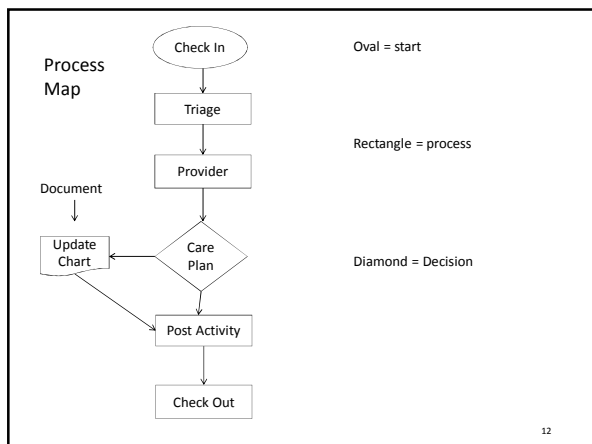 Process
Map
Check In
Oval = start
Triage
Rectangle = process
Provider
Document
Update
Chart
Care
Plan
Diamond = Decision
Post Activity
Check Out
12